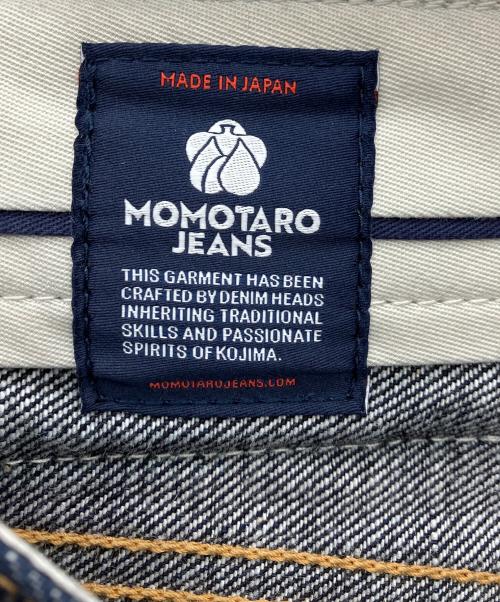 MADE IN JAPAN
MOMOTARO
JEANS
THIS GARMENT HAS BEEN
CRAFTED BY DENIM HEADS
INHERITING TRADITIONAL
SKILLS AND PASSIONATE
SPIRITS OF KOJIMA.
MOMOTAROJEANS.COM